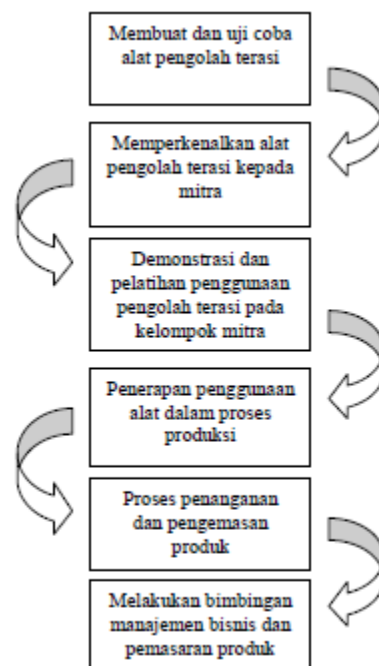 Membuat dan uji coba
alat pengolah terasi
Memperkenalkan alat
pengolah terasi kepada
mitra
Demonstrasi dan
pelatihan penggunaan
pengolah terasi pada
kelompok mitra
Penerapan penggunaan
alat dalam proses
produksi
Proses penanganan
dan pengemasan
produk
Melakukan bimbingan
manajemen bisnis dan
pemasaran produk